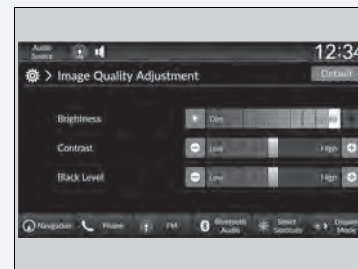 Audio Source 12:34
> Image Quality Adjustment Default
Brightness Dim
Contrast Low High
Black Level Low High
Navigation Phone FM Bluetooth Audio Smart Shortcuts Display Mode